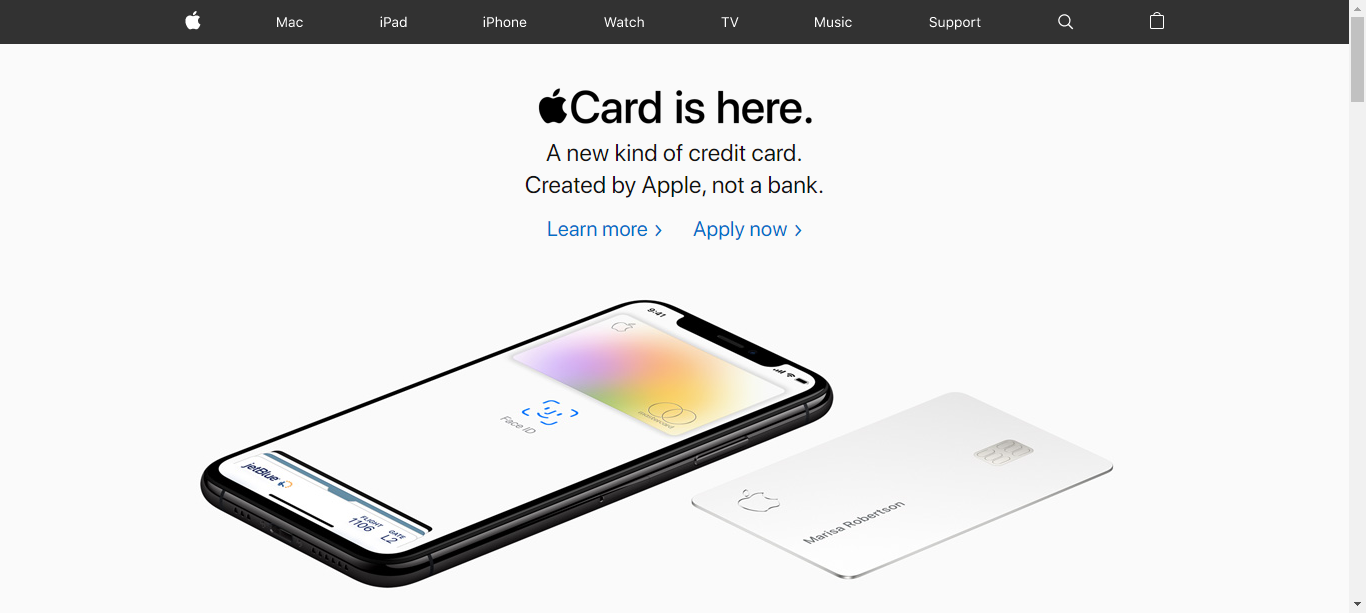 Mac iPad iPhone Watch TV Music Support
Card is here.
A new kind of credit card.
Created by Apple, not a bank.
Learn more > Apply now >
9:41
mastercard
Face ID
jetBlue
FLIGHT GATE
1106 L2
Marisa Robertson